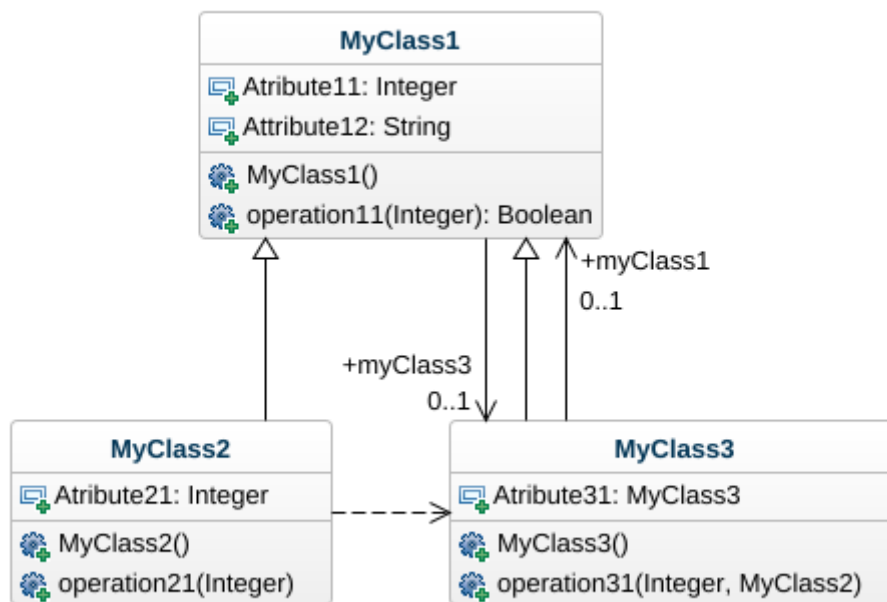 MyClass1
Atribute11: Integer
Attribute12: String
MyClass1()
operation11(Integer): Boolean
+myClass1
0..1
+myClass3
0..1
MyClass2
Atribute21: Integer
MyClass2()
operation21(Integer)
MyClass3
Atribute31: MyClass3
MyClass3()
operation31(Integer, MyClass2)